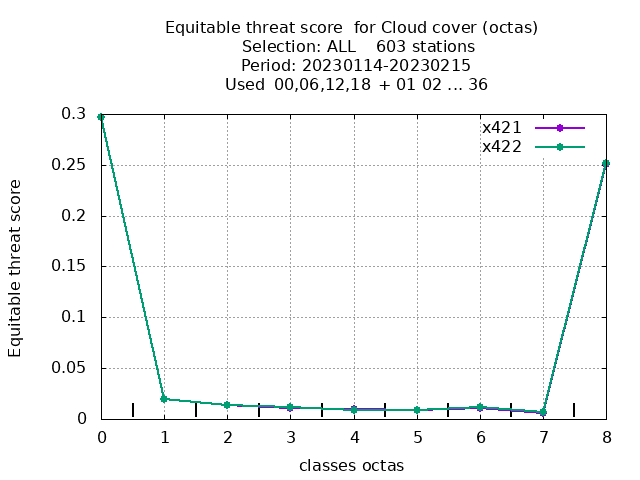 Equitable threat score  for Cloud cover (octas)
Selection: ALL    603 stations
Period: 20230114-20230215
Used  00,06,12,18 + 01 02 ... 36
x421
x422
0.3
0.25
0.2
0.15
0.1
0.05
0
Equitable threat score
0 1 2 3 4 5 6 7 8
classes octas